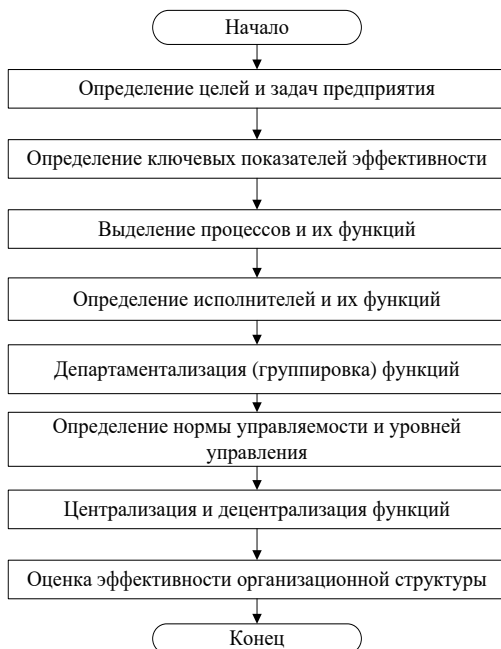 Начало
Определение целей и задач предприятия
Определение ключевых показателей эффективности
Выделение процессов и их функций
Определение исполнителей и их функций
Департаментализация (группировка) функций
Определение нормы управляемости и уровней
управления
Централизация и децентрализация функций
Оценка эффективности организационной структуры
Конец